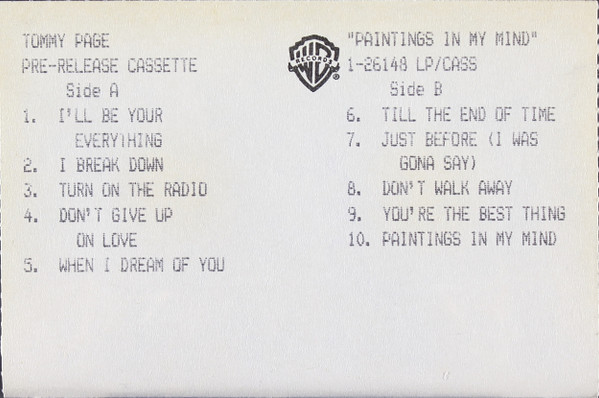 TOMMY PAGE
PRE-RELEASE CASSETTE
Side A
1. I'LL BE YOUR
EVERYTHING
2. I BREAK DOWN
3. TURN ON THE RADIO
4. DON'T GIVE UP
ON LOVE
5. WHEN I DREAM OF YOU
WB
RECORDS
®
"PAINTINGS IN MY MIND"
1-26148 LP/CASS
Side B
6. TILL THE END OF TIME
7. JUST BEFORE (I WAS
GONA SAY)
8. DON'T WALK AWAY
9. YOU'RE THE BEST THING
10. PAINTINGS IN MY MIND